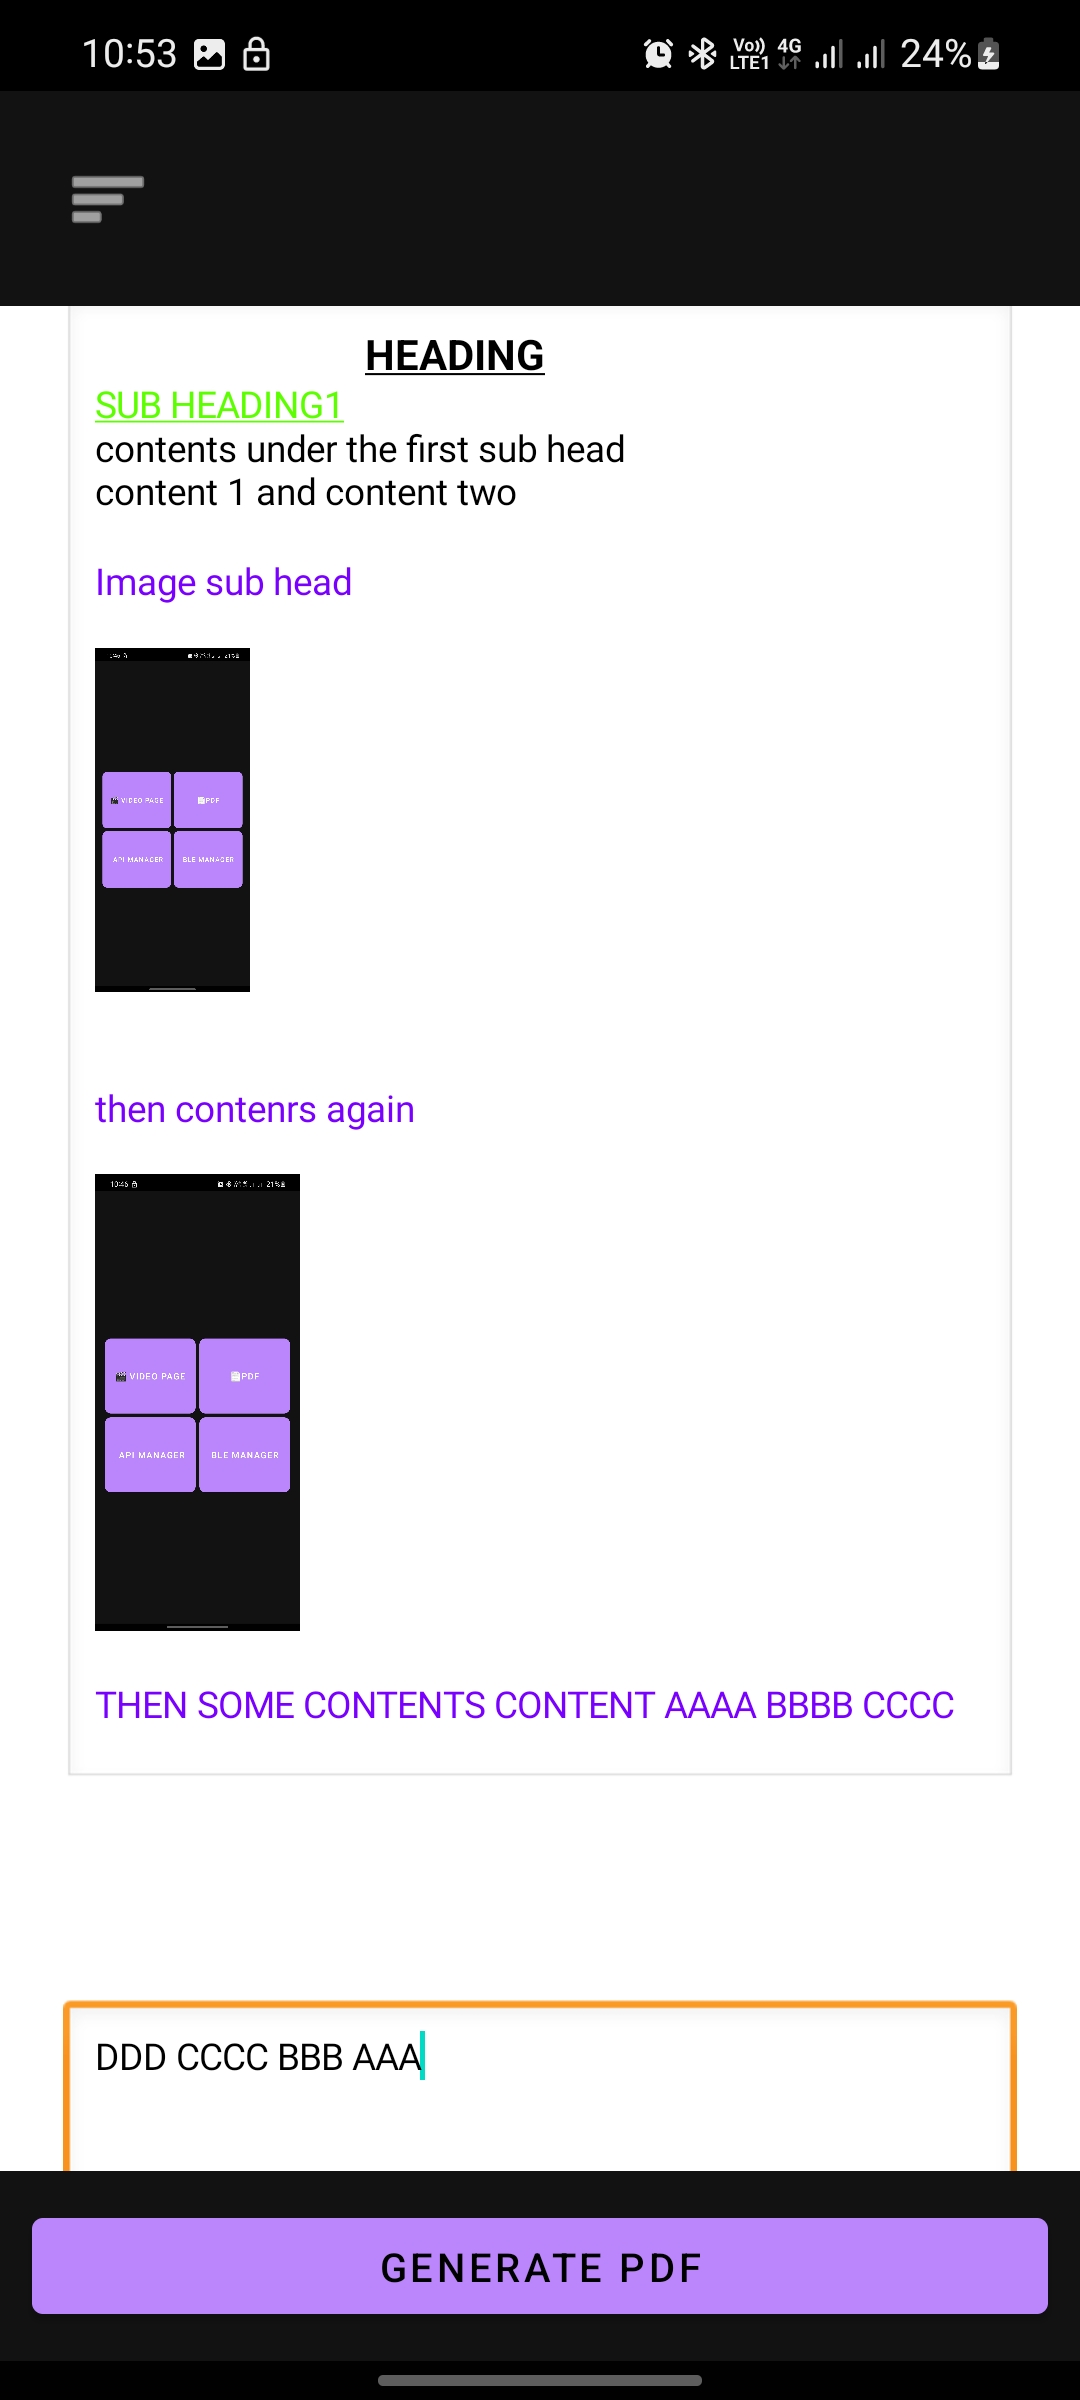 10:53 Vo)) LTE1 4G 24%
HEADING
SUB HEADING1
contents under the first sub head
content 1 and content two
Image sub head
VIDEO PAGE PDF
API MANAGER BLE MANAGER
then contenrs again
10:46 21%
VIDEO PAGE PDF
API MANAGER BLE MANAGER
THEN SOME CONTENTS CONTENT AAAA BBBB CCCC
DDD CCCC BBB AAA
GENERATE PDF